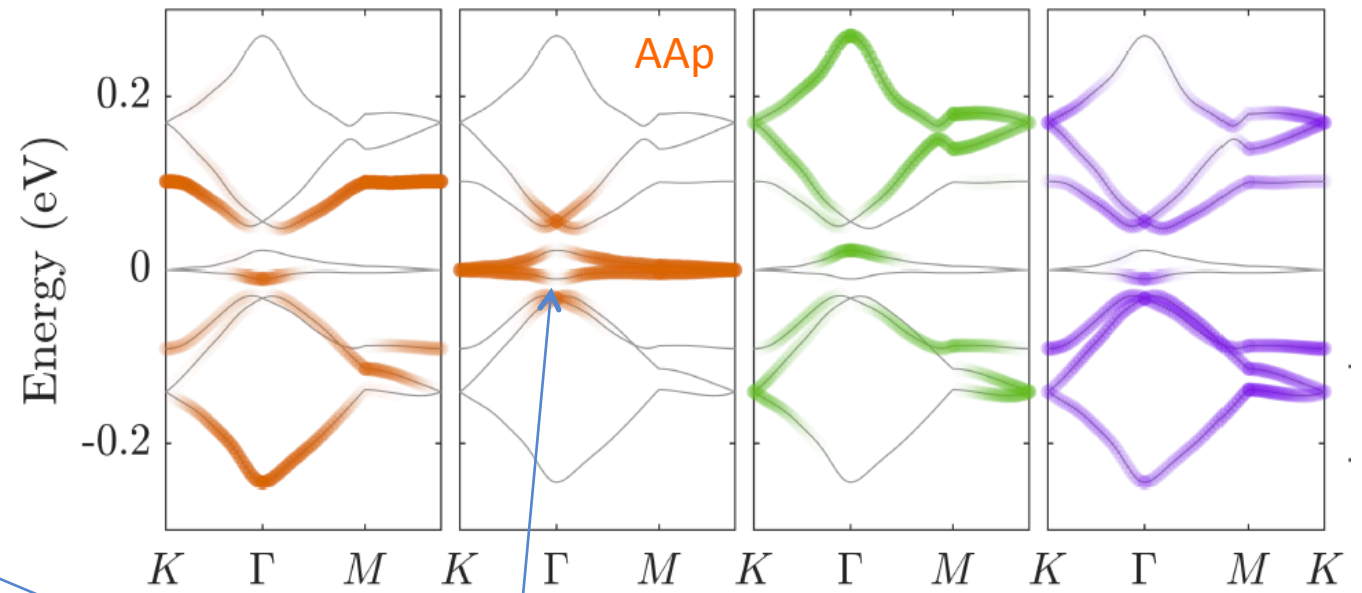 AAp
0.2
0
-0.2
Energy (eV)
K Γ M K Γ M K Γ M K Γ M K